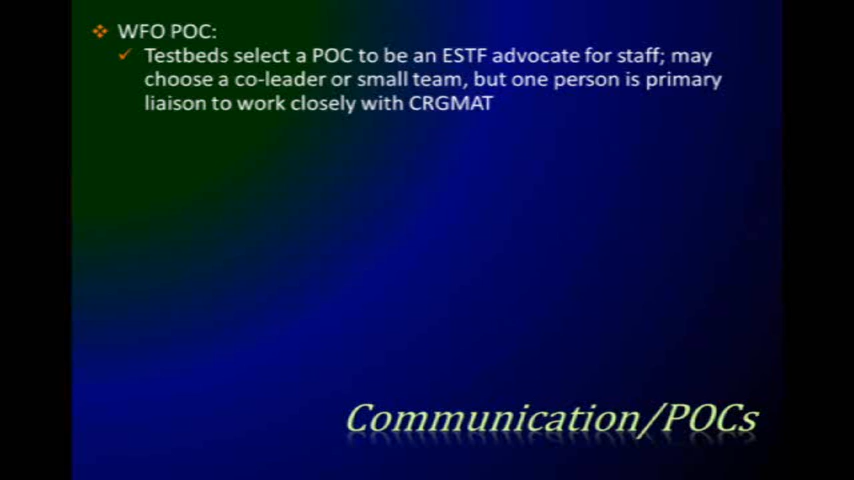 WFO POC:
Testbeds select a POC to be an ESTF advocate for staff; may
choose a co-leader or small team, but one person is primary
liaison to work closely with CRGMAT
Communication/POCs